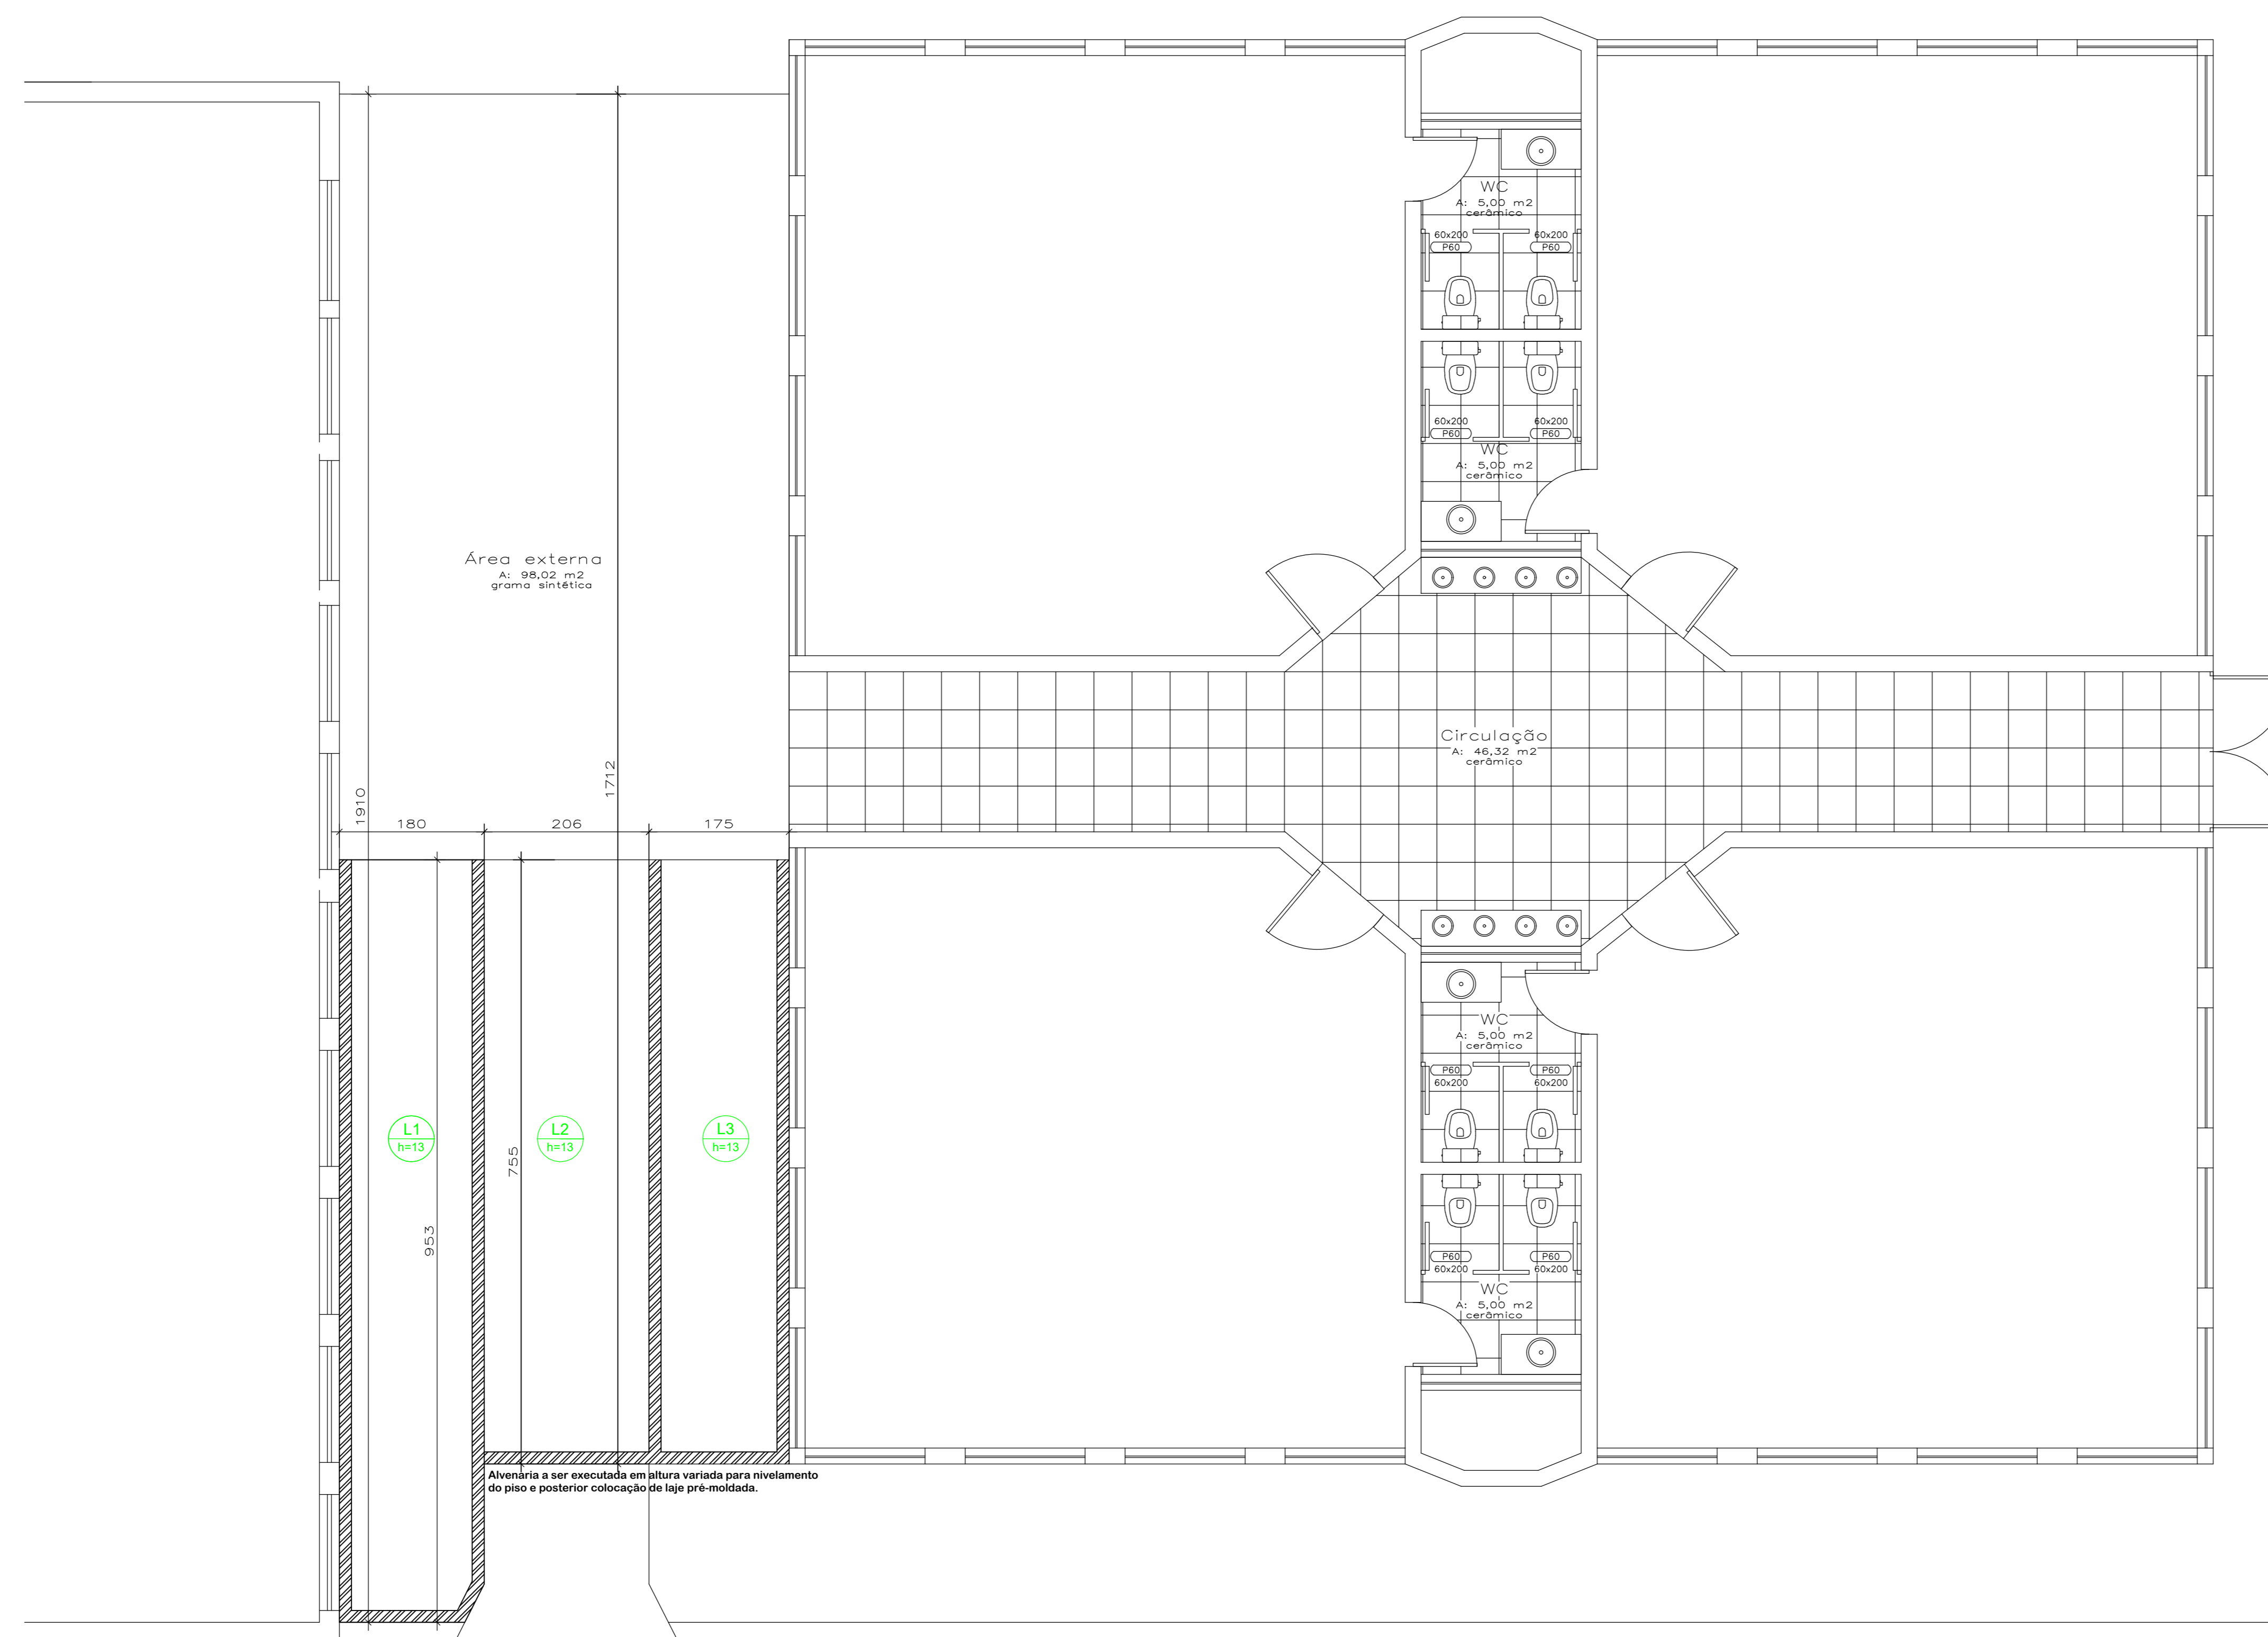 WC
A: 5,00 m2
cerâmico
60x200
60x200
P60
P60
60x200
60x200
P60
P60
WC
A: 5,00 m2
cerâmico
Área externa
A: 98,02 m2
grama sintética
Circulação
A: 46,32 m2
cerâmico
1910
1712
180
206
175
WC
A: 5,00 m2
cerâmico
P60
P60
60x200
60x200
L1
h=13
L2
h=13
L3
h=13
755
953
P60
P60
60x200
60x200
WC
A: 5,00 m2
cerâmico
Alvenaria a ser executada em altura variada para nivelamento
do piso e posterior colocação de laje pré-moldada.